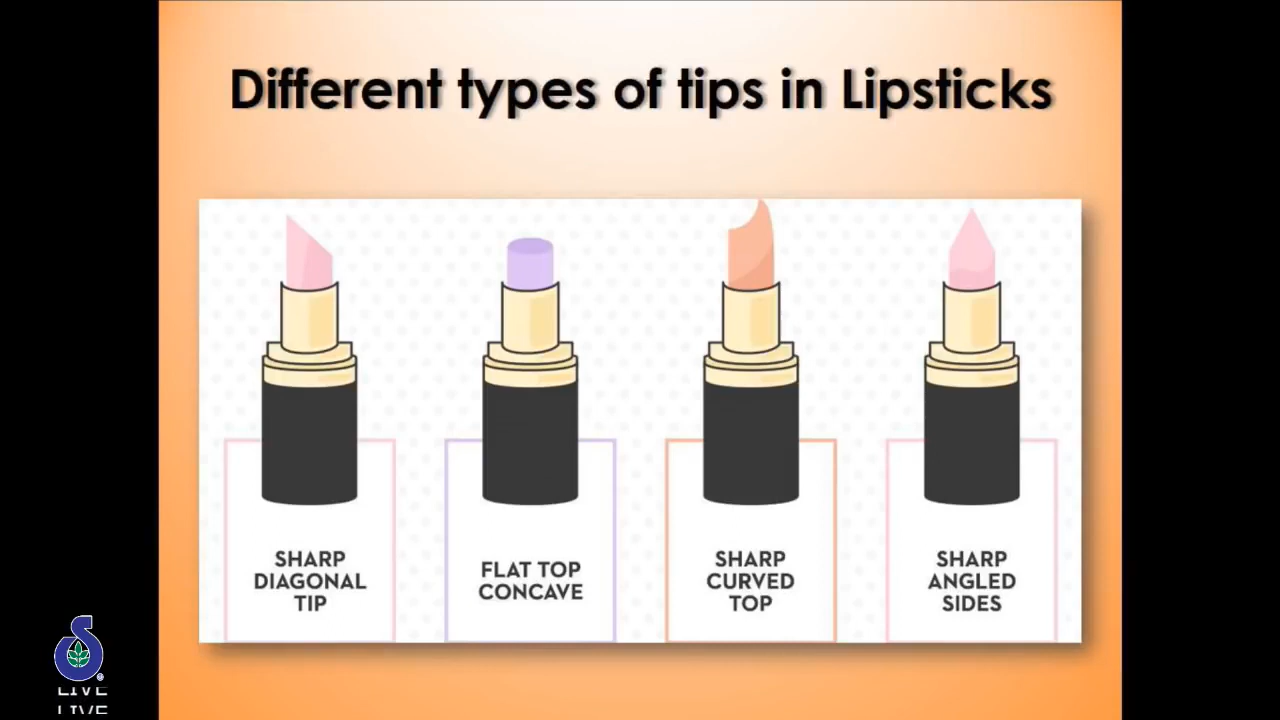 Different types of tips in Lipsticks
SHARP
DIAGONAL
TIP
FLAT TOP
CONCAVE
SHARP
CURVED
TOP
SHARP
ANGLED
SIDES
LIVE
LIVE